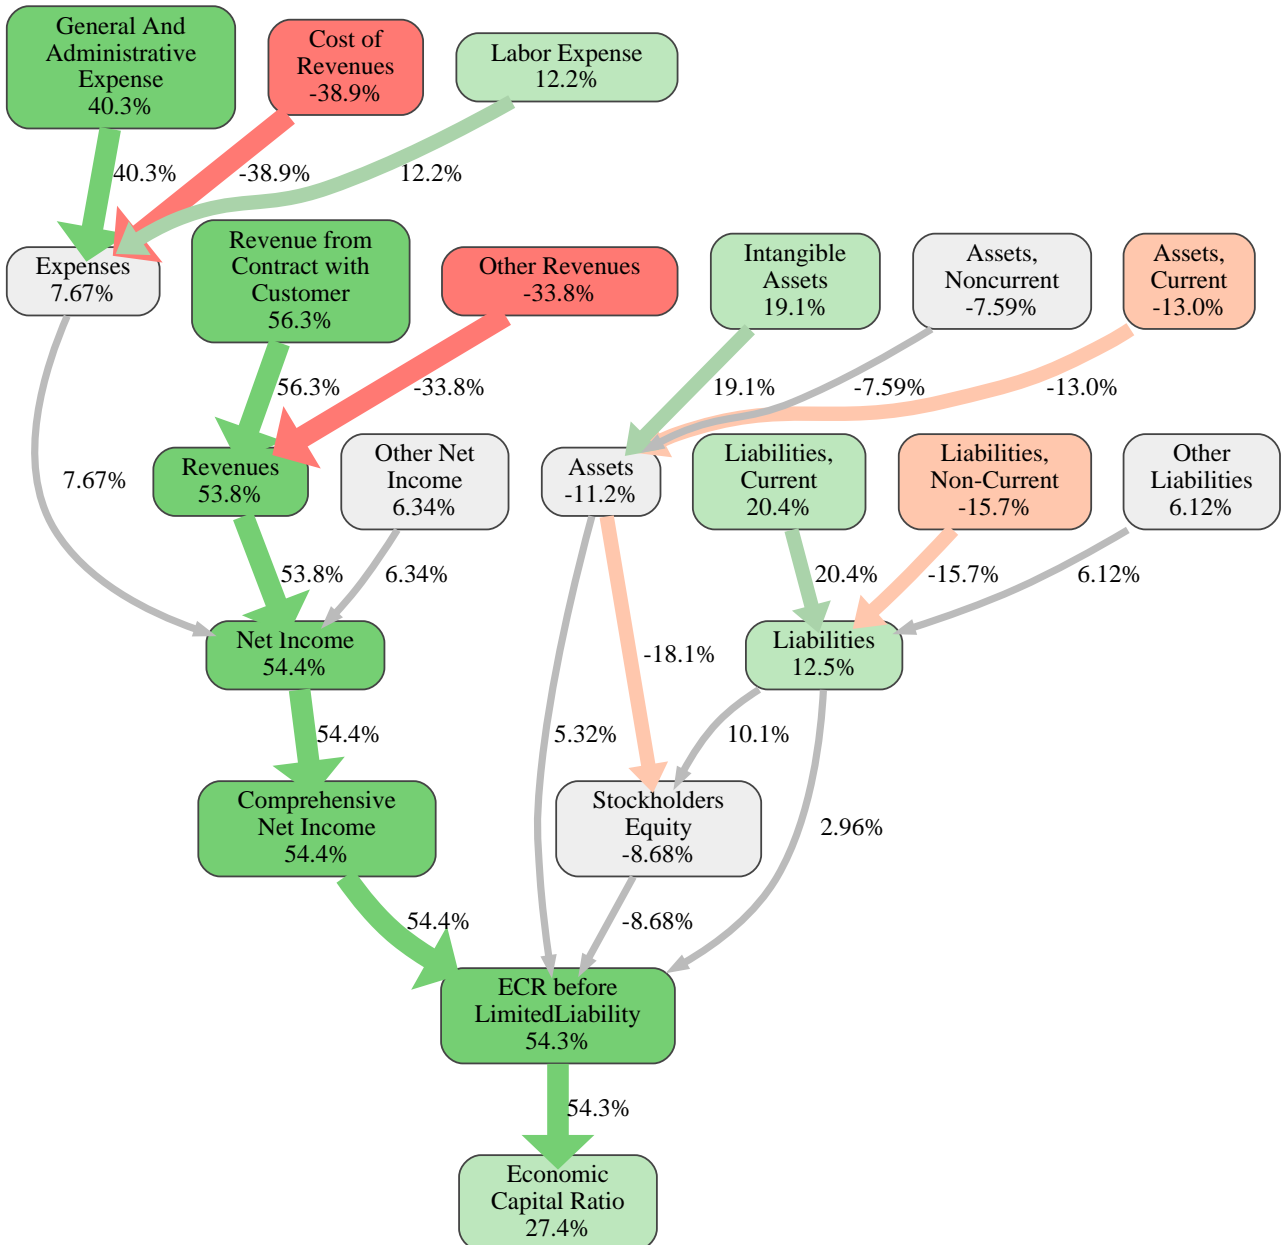 General And
Administrative
Expense
40.3%
Cost of
Revenues
-38.9%
Labor Expense
12.2%
40.3%
-38.9%
12.2%
Expenses
7.67%
Revenue from
Contract with
Customer
56.3%
Other Revenues
-33.8%
Intangible
Assets
19.1%
Assets,
Noncurrent
-7.59%
Assets,
Current
-13.0%
56.3%
-33.8%
19.1%
-7.59%
-13.0%
7.67%
Revenues
53.8%
Other Net
Income
6.34%
Assets
-11.2%
Liabilities,
Current
20.4%
Liabilities,
Non-Current
-15.7%
Other
Liabilities
6.12%
53.8%
6.34%
20.4%
-15.7%
6.12%
Net Income
54.4%
-18.1%
Liabilities
12.5%
54.4%
5.32%
10.1%
2.96%
Comprehensive
Net Income
54.4%
Stockholders
Equity
-8.68%
54.4%
-8.68%
ECR before
LimitedLiability
54.3%
54.3%
Economic
Capital Ratio
27.4%